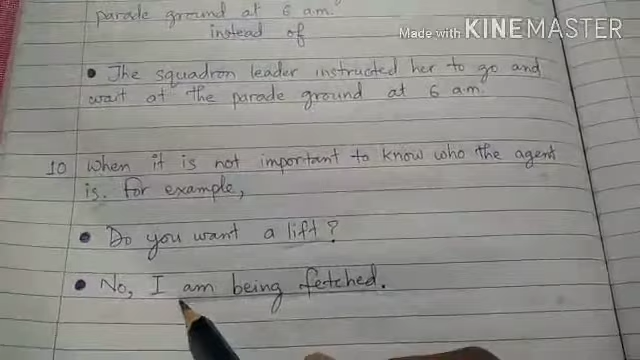 parade ground at 6 a.m."
Made with KINEMASTER
instead of
• The squadron leader instructed her to go and
wait at the parade ground at 6 a.m.
10 When it is not important to know who the agent
is. For example,
• Do you want a lift?
• No, I am being fetched.